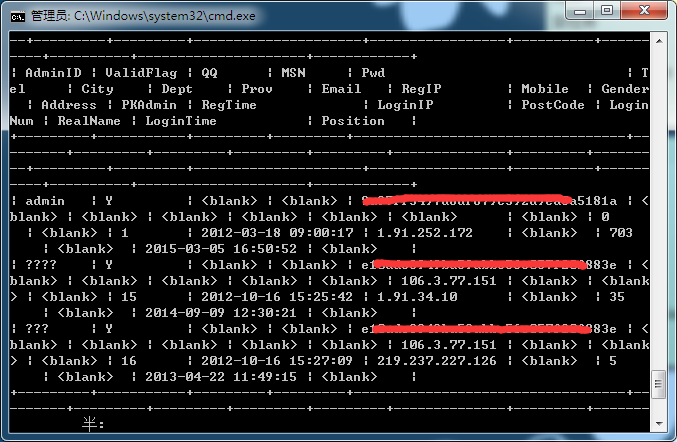 管理员: C:\Windows\system32\cmd.exe
| AdminID | ValidFlag | QQ | MSN | Pwd | T
el | City | Dept | Prov | Email | RegIP | Mobile | Gender
| Address | PKAdmin | RegTime | LoginIP | PostCode | Login
Num | RealName | LoginTime | Position |
| admin | Y | <blank> | <blank> | a5181a | <
blank> | <blank> | <blank> | <blank> | <blank> | <blank> | <blank> | 0
| <blank> | 1 | 2012-03-18 09:00:17 | 1.91.252.172 | <blank> | 703
| <blank> | 2015-03-05 16:50:52 | <blank> |
| ???? | Y | <blank> | <blank> | 883e | <
blank> | <blank> | <blank> | <blank> | <blank> | 106.3.77.151 | <blank> | <blank
> | <blank> | 15 | 2012-10-16 15:25:42 | 1.91.34.10 | <blank> | 35
| <blank> | 2014-09-09 12:30:21 | <blank> |
| ??? | Y | <blank> | <blank> | 883e | <
blank> | <blank> | <blank> | <blank> | <blank> | 106.3.77.151 | <blank> | <blank
> | <blank> | 16 | 2012-10-16 15:27:09 | 219.237.227.126 | <blank> | 5
| <blank> | 2013-04-22 11:49:15 | <blank> |
半: